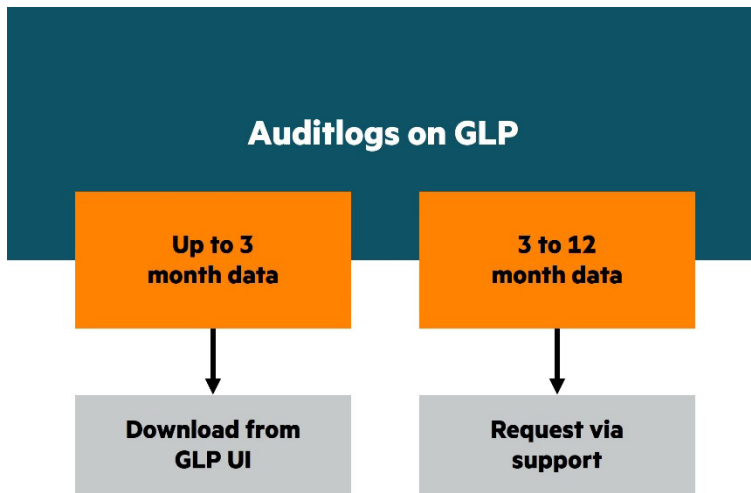 Auditlogs on GLP
Up to 3
month data
3 to 12
month data
Download from
GLP UI
Request via
support